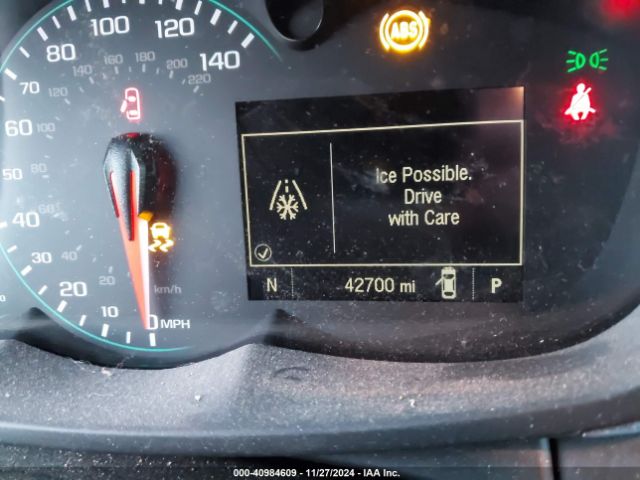 100 120
80 140
70
60
50
40
30
20
10
0 MPH
140 160 180 200 220
120
100
80
60
40
20
km/h
ABS
Ice Possible.
Drive
with Care
N 42700 mi P
000-40984609 - 11/27/2024 - IAA Inc.